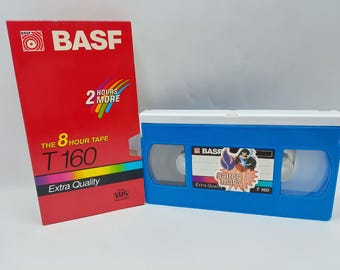 BASF
2 HOURS
MORE
THE 8 HOUR TAPE
T 160
Extra Quality
VHS
BASF
Extra Quality
T 160